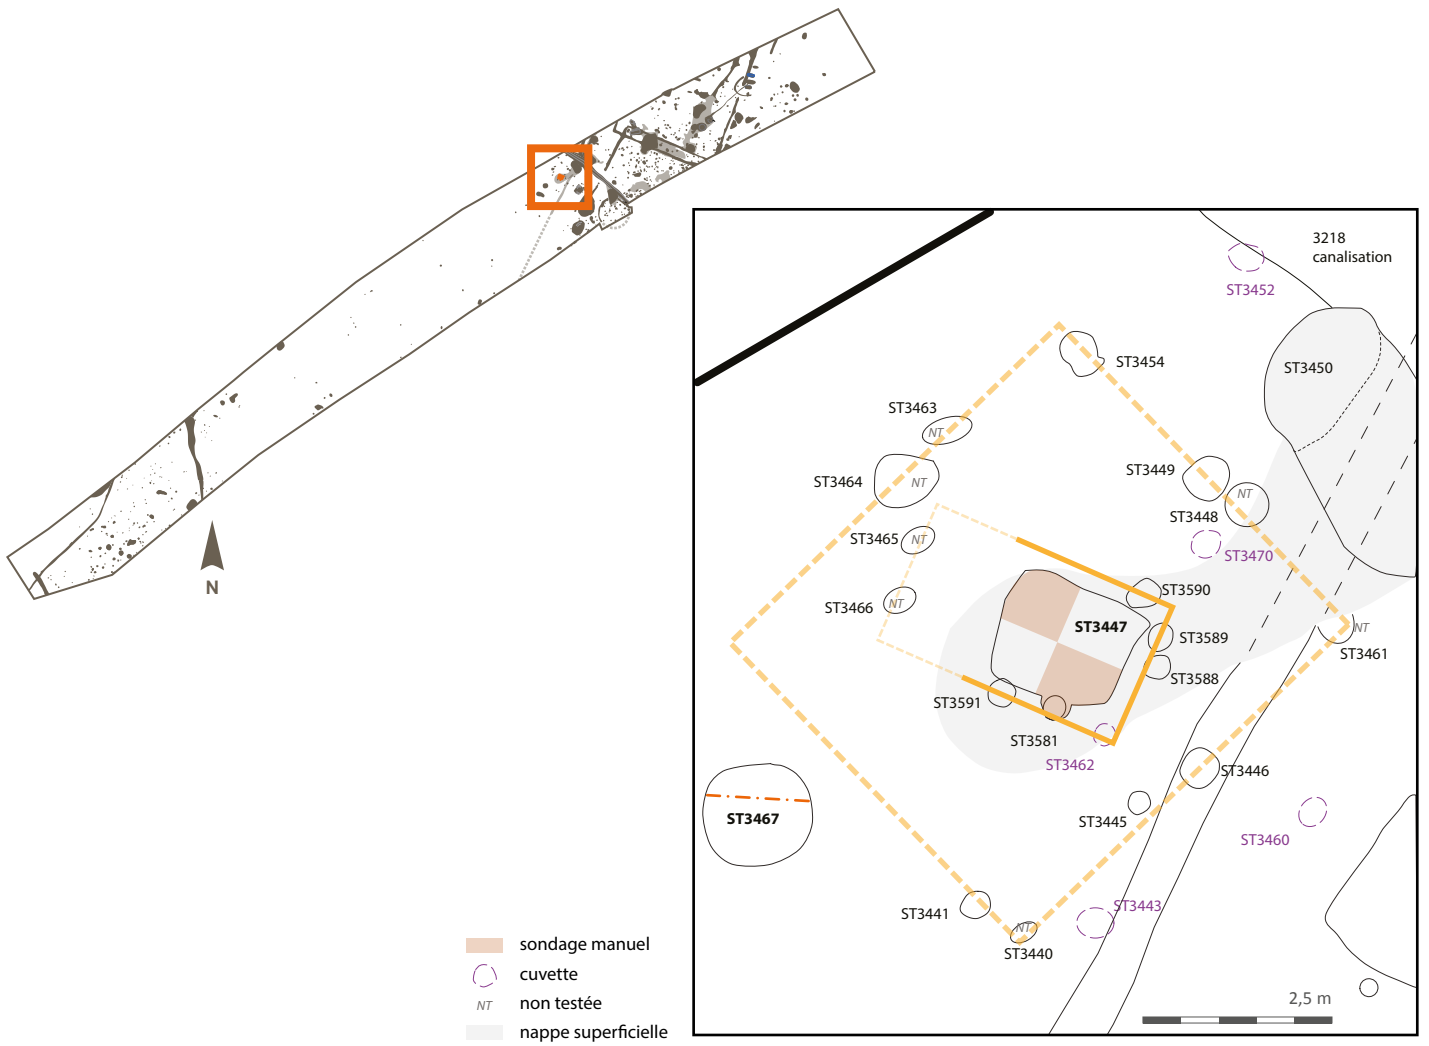 3218
canalisation
ST3452
ST3454
ST3450
ST3463
NT
ST3449
ST3464
NT
NT
ST3448
ST3465
NT
ST3470
ST3590
ST3466
NT
ST3447
NT
ST3589
ST3461
ST3588
ST3591
ST3581
ST3462
ST3446
ST3467
ST3445
ST3460
ST3443
ST3441
NT
ST3440
2,5 m
N
sondage manuel
cuvette
NT non testée
nappe superficielle